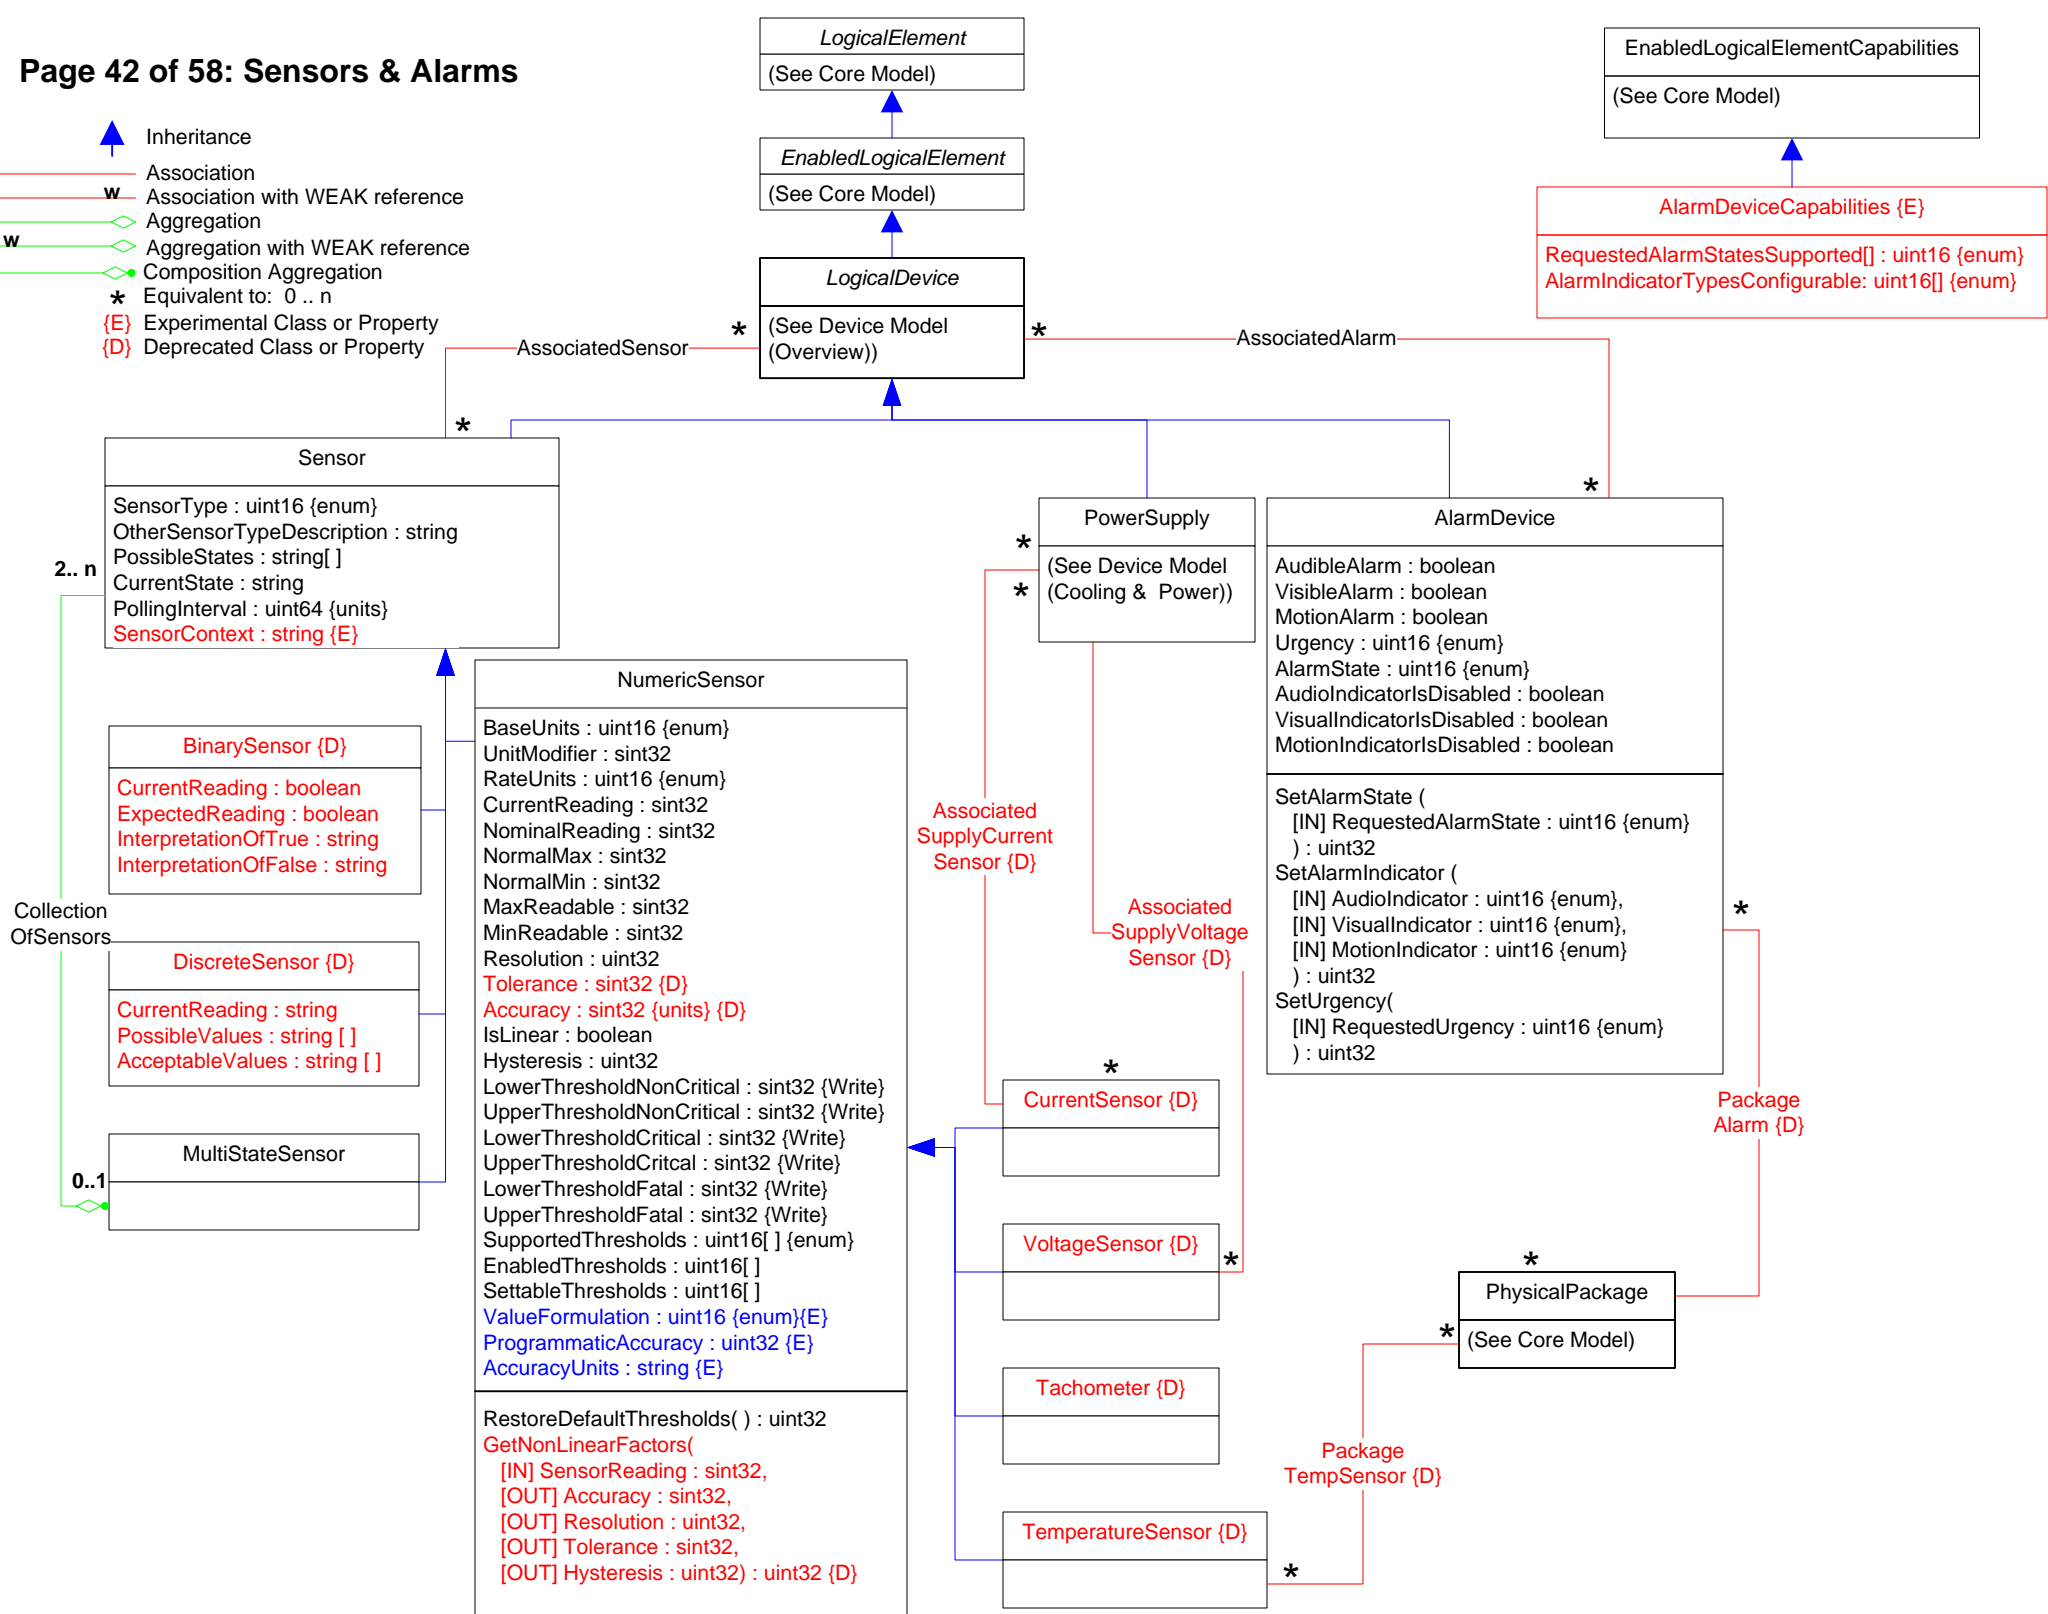 Page 42 of 58: Sensors & Alarms
Inheritance
Association
w
Association with WEAK reference
Aggregation
w
Aggregation with WEAK reference
Composition Aggregation
* Equivalent to: 0 .. n
{E} Experimental Class or Property
{D} Deprecated Class or Property
LogicalElement
(See Core Model)
EnabledLogicalElement
(See Core Model)
LogicalDevice
(See Device Model
(Overview))
*
*
AssociatedSensor
*
AssociatedAlarm
*
EnabledLogicalElementCapabilities
(See Core Model)
AlarmDeviceCapabilities {E}
RequestedAlarmStatesSupported[] : uint16 {enum}
AlarmIndicatorTypesConfigurable: uint16[] {enum}
Sensor
SensorType : uint16 {enum}
OtherSensorTypeDescription : string
PossibleStates : string[ ]
CurrentState : string
PollingInterval : uint64 {units}
SensorContext : string {E}
2.. n
Collection
OfSensors
0..1
BinarySensor {D}
CurrentReading : boolean
ExpectedReading : boolean
InterpretationOfTrue : string
InterpretationOfFalse : string
DiscreteSensor {D}
CurrentReading : string
PossibleValues : string [ ]
AcceptableValues : string [ ]
MultiStateSensor
NumericSensor
BaseUnits : uint16 {enum}
UnitModifier : sint32
RateUnits : uint16 {enum}
CurrentReading : sint32
NominalReading : sint32
NormalMax : sint32
NormalMin : sint32
MaxReadable : sint32
MinReadable : sint32
Resolution : uint32
Tolerance : sint32 {D}
Accuracy : sint32 {units} {D}
IsLinear : boolean
Hysteresis : uint32
LowerThresholdNonCritical : sint32 {Write}
UpperThresholdNonCritical : sint32 {Write}
LowerThresholdCritical : sint32 {Write}
UpperThresholdCritcal : sint32 {Write}
LowerThresholdFatal : sint32 {Write}
UpperThresholdFatal : sint32 {Write}
SupportedThresholds : uint16[ ] {enum}
EnabledThresholds : uint16[ ]
SettableThresholds : uint16[ ]
ValueFormulation : uint16 {enum}{E}
ProgrammaticAccuracy : uint32 {E}
AccuracyUnits : string {E}
RestoreDefaultThresholds( ) : uint32
GetNonLinearFactors(
[IN] SensorReading : sint32,
[OUT] Accuracy : sint32,
[OUT] Resolution : uint32,
[OUT] Tolerance : sint32,
[OUT] Hysteresis : uint32) : uint32 {D}
PowerSupply
(See Device Model
(Cooling & Power))
*
*
Associated
SupplyCurrent
Sensor {D}
Associated
SupplyVoltage
Sensor {D}
AlarmDevice
AudibleAlarm : boolean
VisibleAlarm : boolean
MotionAlarm : boolean
Urgency : uint16 {enum}
AlarmState : uint16 {enum}
AudioIndicatorIsDisabled : boolean
VisualIndicatorIsDisabled : boolean
MotionIndicatorIsDisabled : boolean
SetAlarmState (
[IN] RequestedAlarmState : uint16 {enum}
) : uint32
SetAlarmIndicator (
[IN] AudioIndicator : uint16 {enum},
[IN] VisualIndicator : uint16 {enum},
[IN] MotionIndicator : uint16 {enum}
) : uint32
SetUrgency(
[IN] RequestedUrgency : uint16 {enum}
) : uint32
*
Package
Alarm {D}
*
CurrentSensor {D}
VoltageSensor {D}
*
Tachometer {D}
TemperatureSensor {D}
*
*
PhysicalPackage
(See Core Model)
*
Package
TempSensor {D}